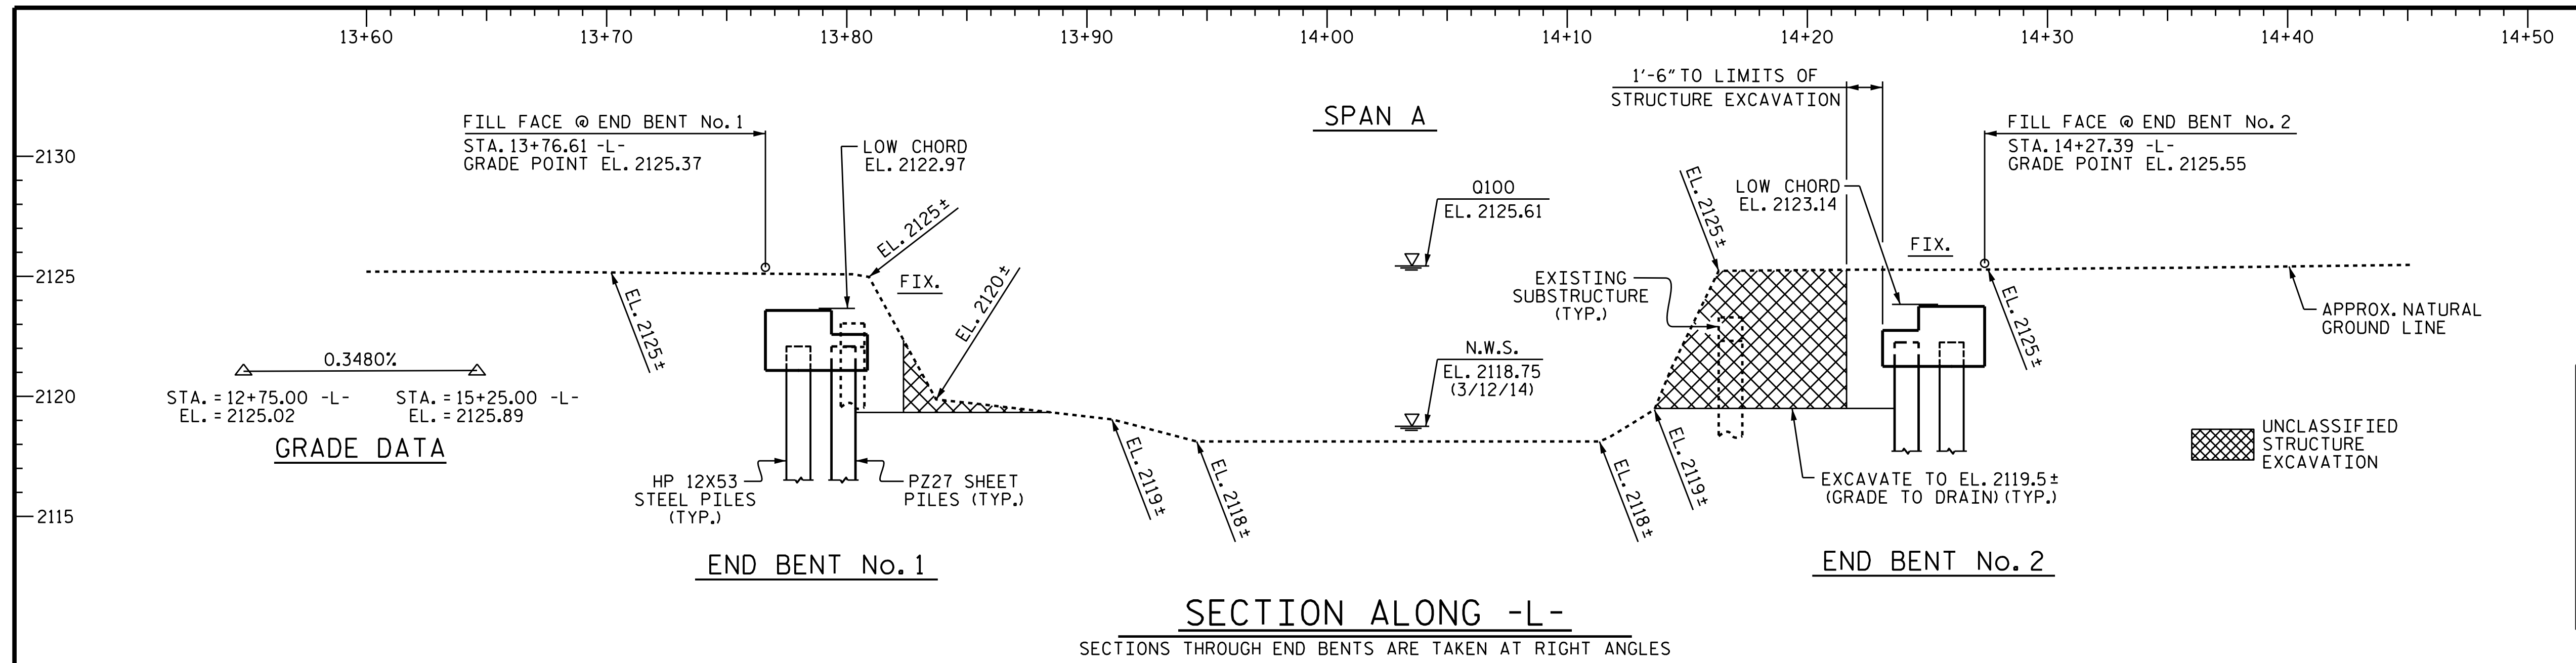 13+60 13+70 13+80 13+90 14+00 14+10 14+20 14+30 14+40 14+50
2130
2125
2120
2115
FILL FACE @ END BENT No. 1
STA. 13+76.61 -L-
GRADE POINT EL. 2125.37
LOW CHORD
EL. 2122.97
EL. 2125±
FIX.
EL. 2120±
EL. 2125±
0.3480%
STA. = 12+75.00 -L-
EL. = 2125.02
STA. = 15+25.00 -L-
EL. = 2125.89
GRADE DATA
HP 12X53
STEEL PILES
(TYP.)
PZ27 SHEET
PILES (TYP.)
END BENT No. 1
EL. 2119±
EL. 2118±
SPAN A
Q100
EL. 2125.61
N.W.S.
EL. 2118.75
(3/12/14)
1'-6" TO LIMITS OF
STRUCTURE EXCAVATION
EL. 2125±
EXISTING
SUBSTRUCTURE
(TYP.)
LOW CHORD
EL. 2123.14
FIX.
FILL FACE @ END BENT No. 2
STA. 14+27.39 -L-
GRADE POINT EL. 2125.55
EL. 2125±
APPROX. NATURAL
GROUND LINE
EL. 2118±
EL. 2119±
EXCAVATE TO EL. 2119.5±
(GRADE TO DRAIN) (TYP.)
UNCLASSIFIED
STRUCTURE
EXCAVATION
END BENT No. 2
SECTION ALONG -L-
SECTIONS THROUGH END BENTS ARE TAKEN AT RIGHT ANGLES